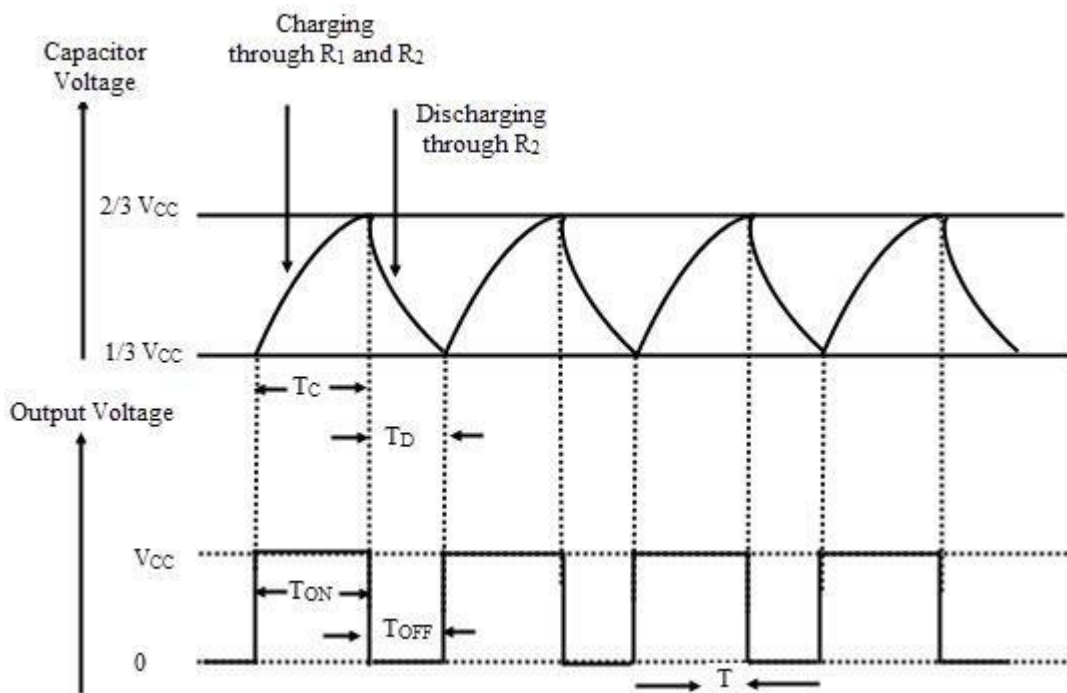 Charging
through R₁ and R₂
Capacitor
Voltage
Discharging
through R₂
2/3 VCC
1/3 VCC
TC
Output Voltage
TD
VCC
TON
TOFF
0
T